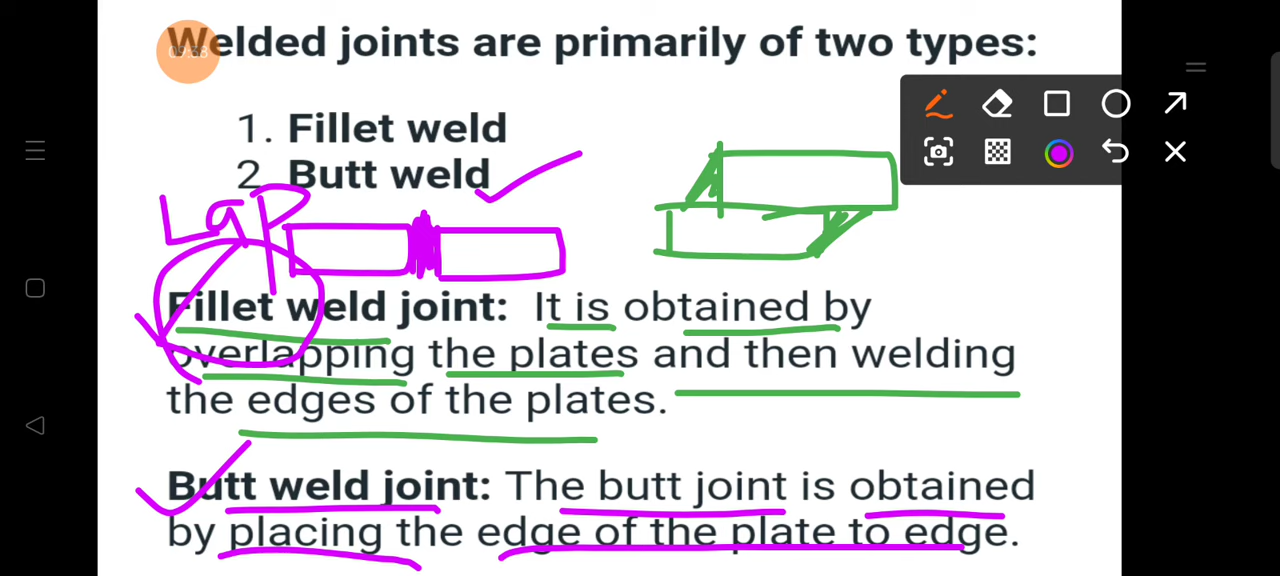 Welded joints are primarily of two types:
1. Fillet weld
2 Butt weld
Lap
Fillet weld joint: It is obtained by
overlapping the plates and then welding
the edges of the plates.
Butt weld joint: The butt joint is obtained
by placing the edge of the plate to edge.